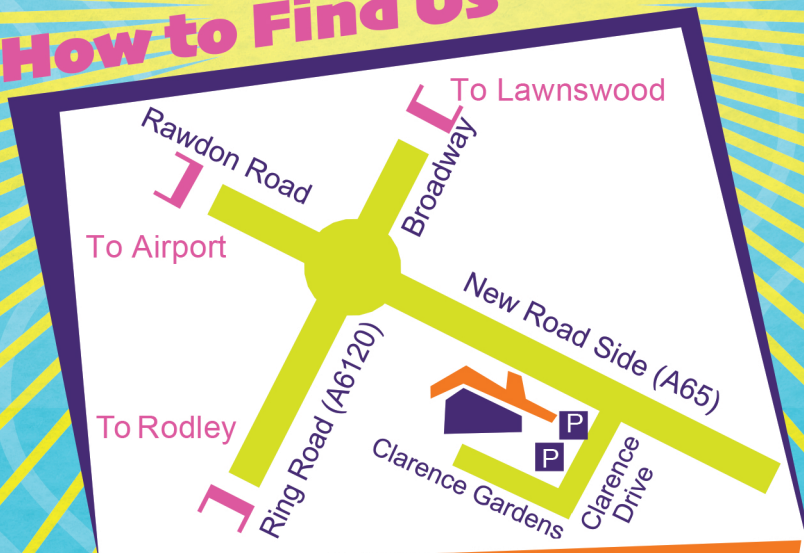 How to Find Us
To Lawnswood
Rawdon Road
Broadway
To Airport
New Road Side (A65)
Ring Road (A6120)
To Rodley
P
P
Clarence Gardens
Clarence
Drive